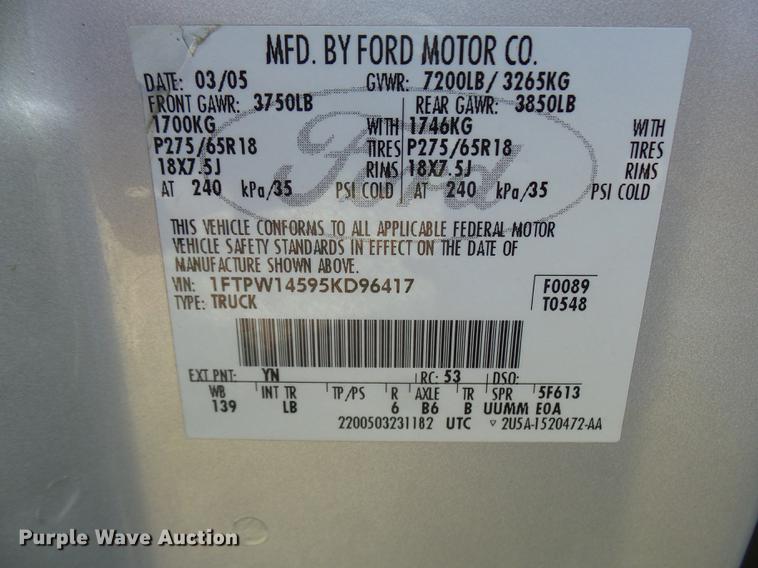 MFD. BY FORD MOTOR CO.
DATE: 03/05 GVWR: 7200LB/ 3265KG
FRONT GAWR: 3750LB REAR GAWR: 3850LB
1700KG WITH 1746KG WITH
P275/65R18 TIRES P275/65R18 TIRES
18X7.5J RIMS 18X7.5J RIMS
AT 240 kPa/35 PSI COLD AT 240 kPa/35 PSI COLD
Ford
THIS VEHICLE CONFORMS TO ALL APPLICABLE FEDERAL MOTOR
VEHICLE SAFETY STANDARDS IN EFFECT ON THE DATE OF
MANUFACTURE SHOWN ABOVE.
VIN: 1FTPW14595KD96417 F0089
TYPE: TRUCK T0548
EXT PNT: YN RC: 53 DSO:
WB INT TR TP/PS R AXLE TR SPR 5F613
139 LB 6 B6 B UUMM EOA
2200503231182 UTC ▽ 2U5A-1520472-AA
Purple Wave Auction